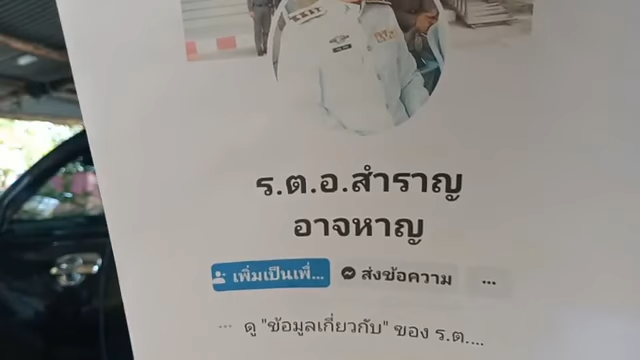 ร.ต.อ.สำราญ
อาจหาญ
เพิ่มเป็นเพื่... ส่งข้อความ ...
... ดู "ข้อมูลเกี่ยวกับ" ของ ร.ต....